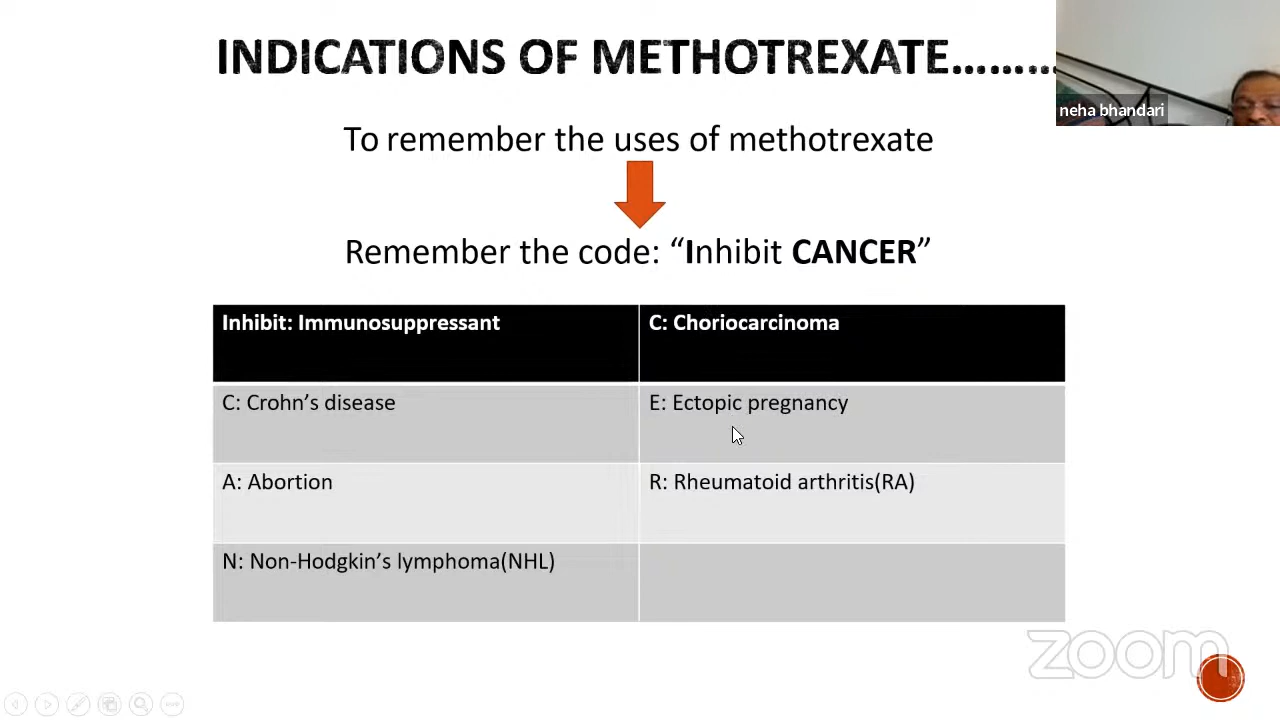 INDICATIONS OF METHOTREXATE.........
neha bhandari
To remember the uses of methotrexate
Remember the code: “Inhibit CANCER”
Inhibit: Immunosuppressant
C: Choriocarcinoma
C: Crohn’s disease
E: Ectopic pregnancy
A: Abortion
R: Rheumatoid arthritis(RA)
N: Non-Hodgkin’s lymphoma(NHL)
zoom